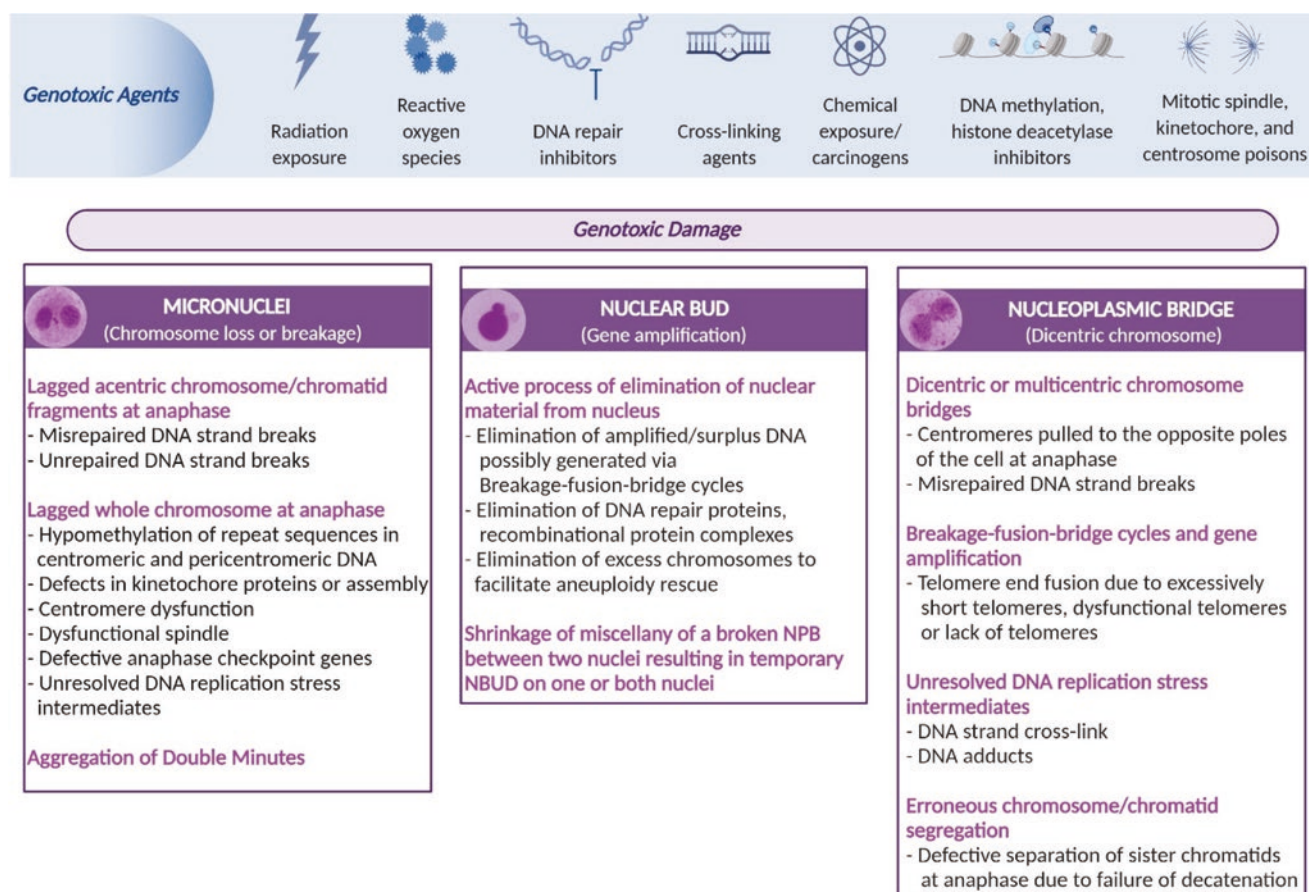 Genotoxic Agents
Radiation
exposure
Reactive
oxygen
species
DNA repair
inhibitors
Cross-linking
agents
Chemical
exposure/
carcinogens
DNA methylation,
histone deacetylase
inhibitors
Mitotic spindle,
kinetochore, and
centrosome poisons
Genotoxic Damage
MICRONUCLEI
(Chromosome loss or breakage)
Lagged acentric chromosome/chromatid
fragments at anaphase
- Misrepaired DNA strand breaks
- Unrepaired DNA strand breaks
Lagged whole chromosome at anaphase
- Hypomethylation of repeat sequences in
centromeric and pericentromeric DNA
- Defects in kinetochore proteins or assembly
- Centromere dysfunction
- Dysfunctional spindle
- Defective anaphase checkpoint genes
- Unresolved DNA replication stress
intermediates
Aggregation of Double Minutes
NUCLEAR BUD
(Gene amplification)
Active process of elimination of nuclear
material from nucleus
- Elimination of amplified/surplus DNA
possibly generated via
Breakage-fusion-bridge cycles
- Elimination of DNA repair proteins,
recombinational protein complexes
- Elimination of excess chromosomes to
facilitate aneuploidy rescue
Shrinkage of miscellany of a broken NPB
between two nuclei resulting in temporary
NBUD on one or both nuclei
NUCLEOPLASMIC BRIDGE
(Dicentric chromosome)
Dicentric or multicentric chromosome
bridges
- Centromeres pulled to the opposite poles
of the cell at anaphase
- Misrepaired DNA strand breaks
Breakage-fusion-bridge cycles and gene
amplification
- Telomere end fusion due to excessively
short telomeres, dysfunctional telomeres
or lack of telomeres
Unresolved DNA replication stress
intermediates
- DNA strand cross-link
- DNA adducts
Erroneous chromosome/chromatid
segregation
- Defective separation of sister chromatids
at anaphase due to failure of decatenation